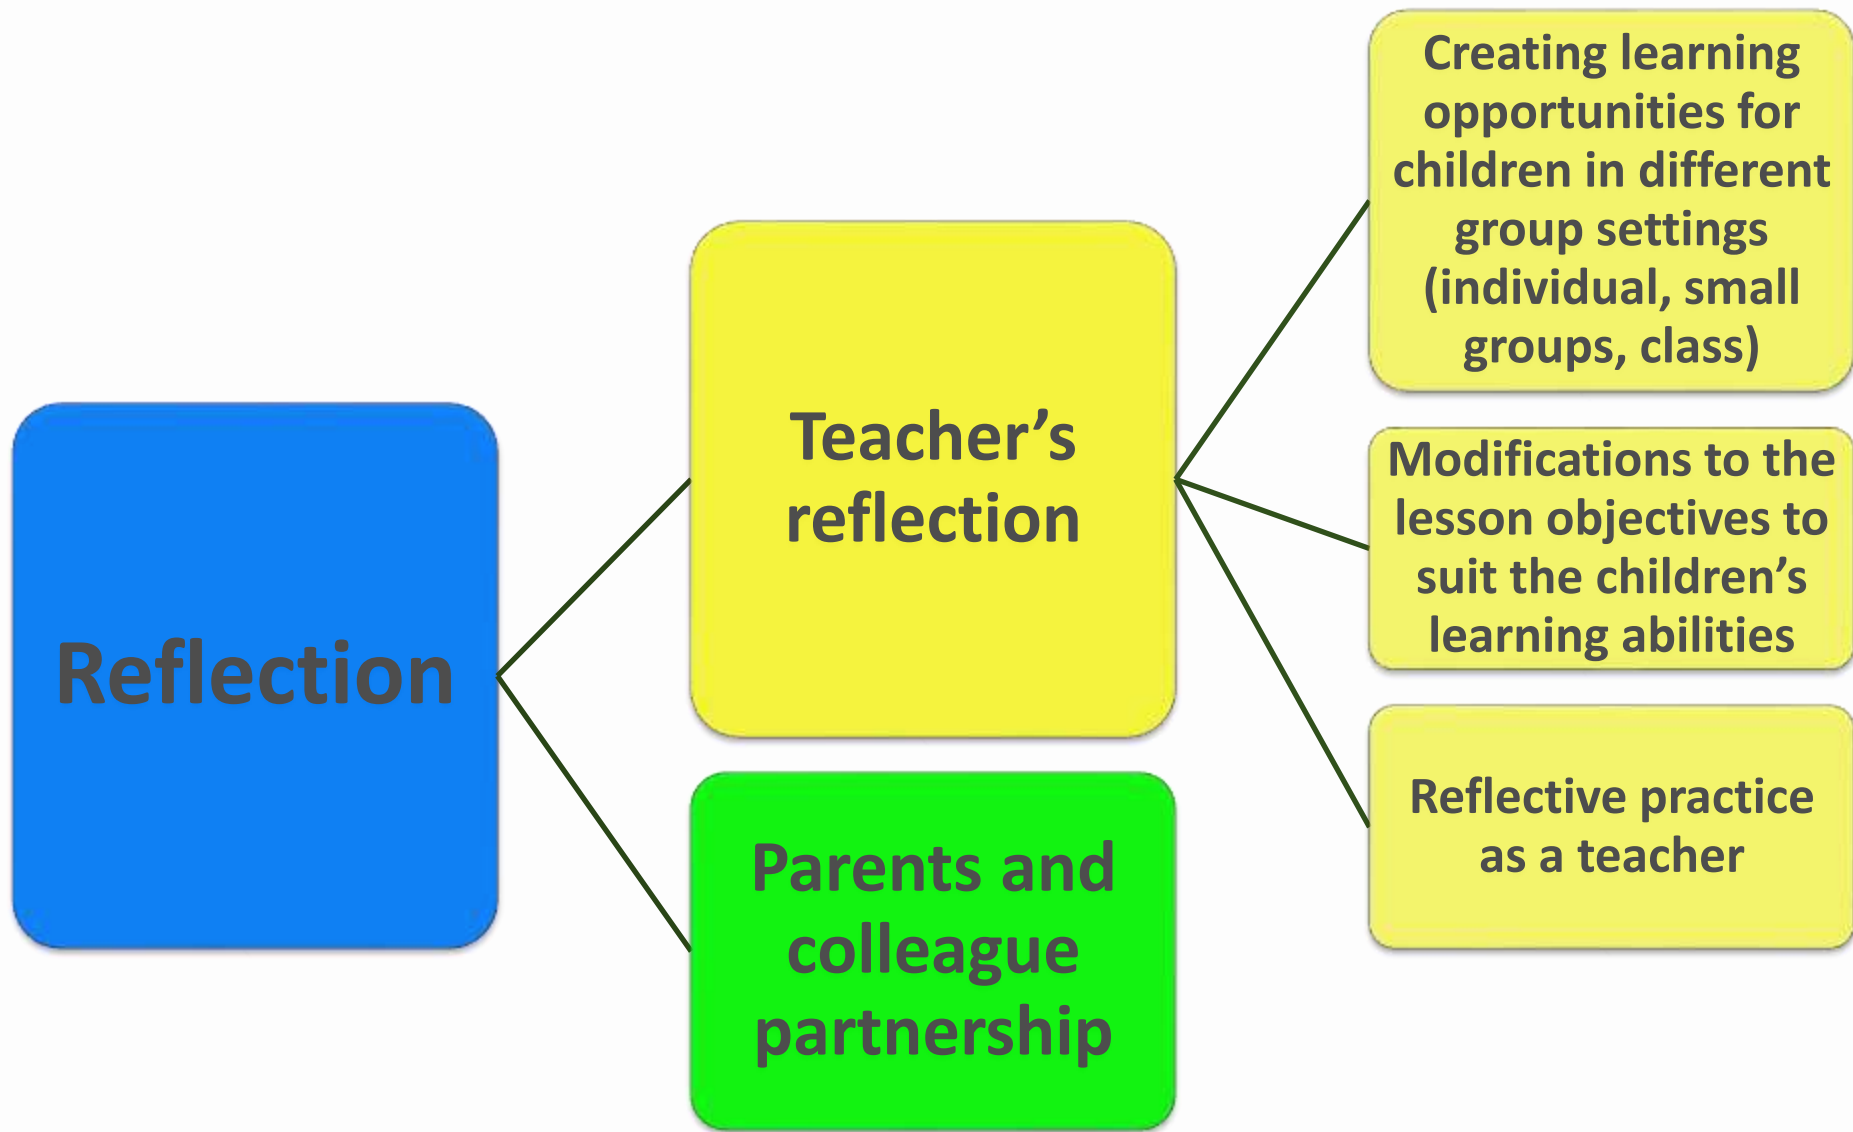 Reflection
Teacher’s
reflection
Parents and
colleague
partnership
Creating learning
opportunities for
children in different
group settings
(individual, small
groups, class)
Modifications to the
lesson objectives to
suit the children’s
learning abilities
Reflective practice
as a teacher